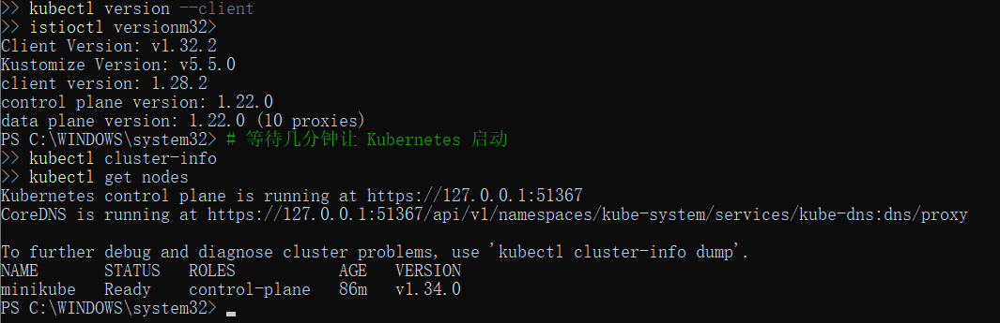 >> kubectl version --client
>> istioctl versionm32>
Client Version: v1.32.2
Kustomize Version: v5.5.0
client version: 1.28.2
control plane version: 1.22.0
data plane version: 1.22.0 (10 proxies)
PS C:\WINDOWS\system32> # 等待几分钟让 Kubernetes 启动
>> kubectl cluster-info
>> kubectl get nodes
Kubernetes control plane is running at https://127.0.0.1:51367
CoreDNS is running at https://127.0.0.1:51367/api/v1/namespaces/kube-system/services/kube-dns:dns/proxy
To further debug and diagnose cluster problems, use 'kubectl cluster-info dump'.
NAME STATUS ROLES AGE VERSION
minikube Ready control-plane 86m v1.34.0
PS C:\WINDOWS\system32>